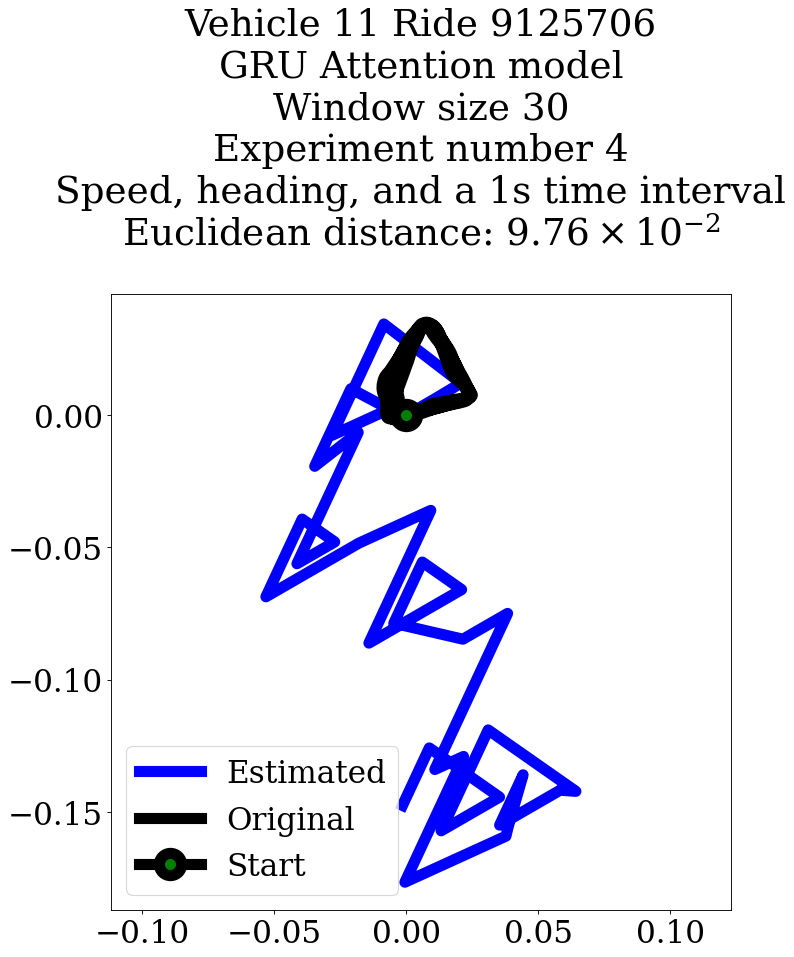 Vehicle 11 Ride 9125706
GRU Attention model
Window size 30
Experiment number 4
Speed, heading, and a 1s time interval
Euclidean distance: 9.76 × 10⁻²
0.00
−0.05
−0.10
−0.15
Estimated
Original
Start
−0.10 −0.05 0.00 0.05 0.10